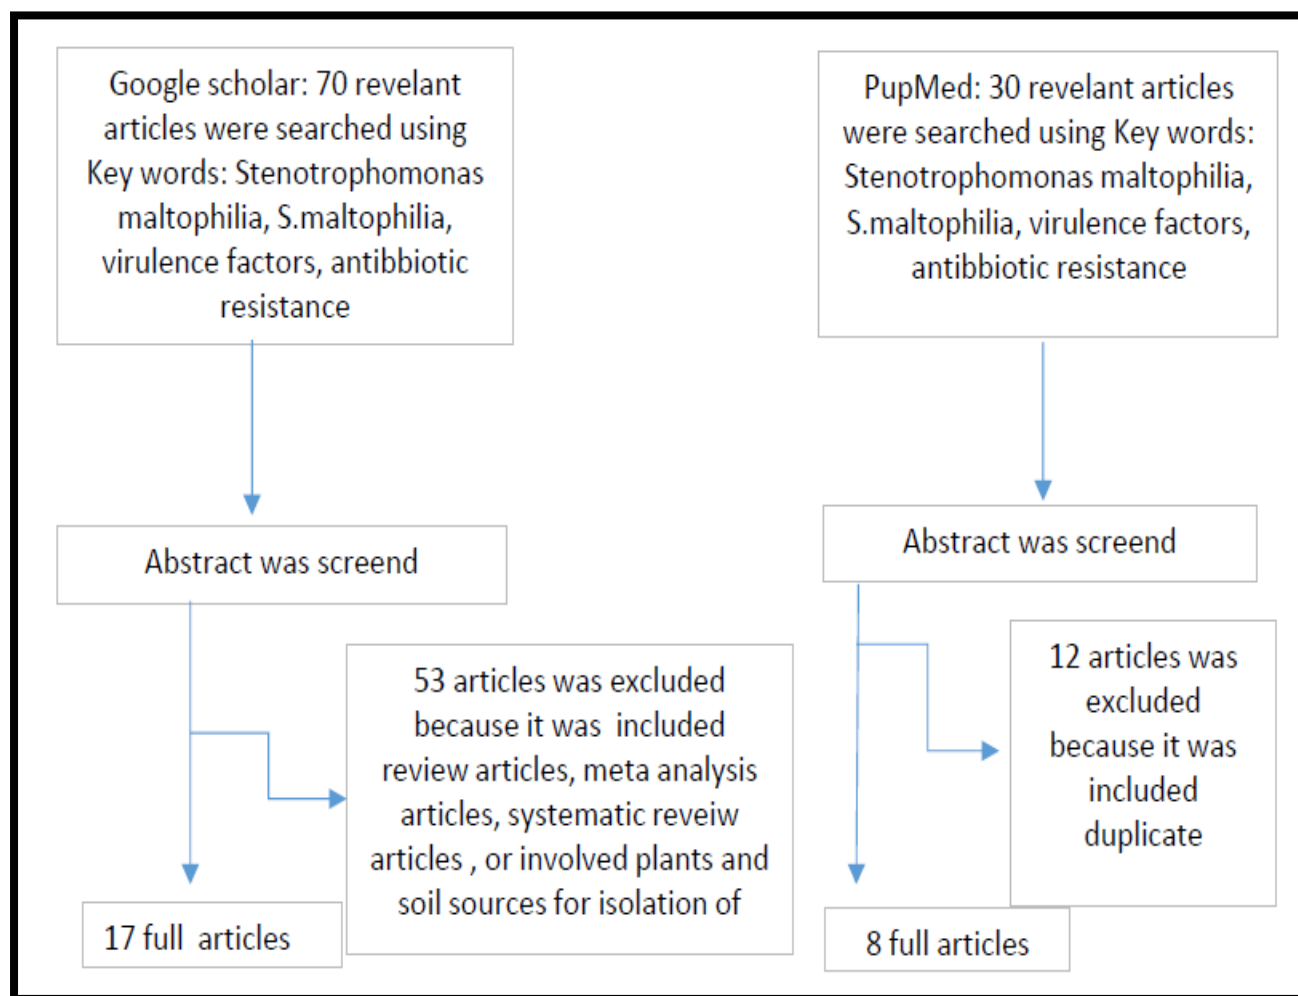 Google scholar: 70 revelant
articles were searched using
Key words: Stenotrophomonas
maltophilia, S.maltophilia,
virulence factors, antibbiotic
resistance
PupMed: 30 revelant articles
were searched using Key words:
Stenotrophomonas maltophilia,
S.maltophilia, virulence factors,
antibbiotic resistance
Abstract was screend
Abstract was screend
53 articles was excluded
because it was included
review articles, meta analysis
articles, systematic reveiw
articles , or involved plants and
soil sources for isolation of
12 articles was
excluded
because it was
included
duplicate
17 full articles
8 full articles